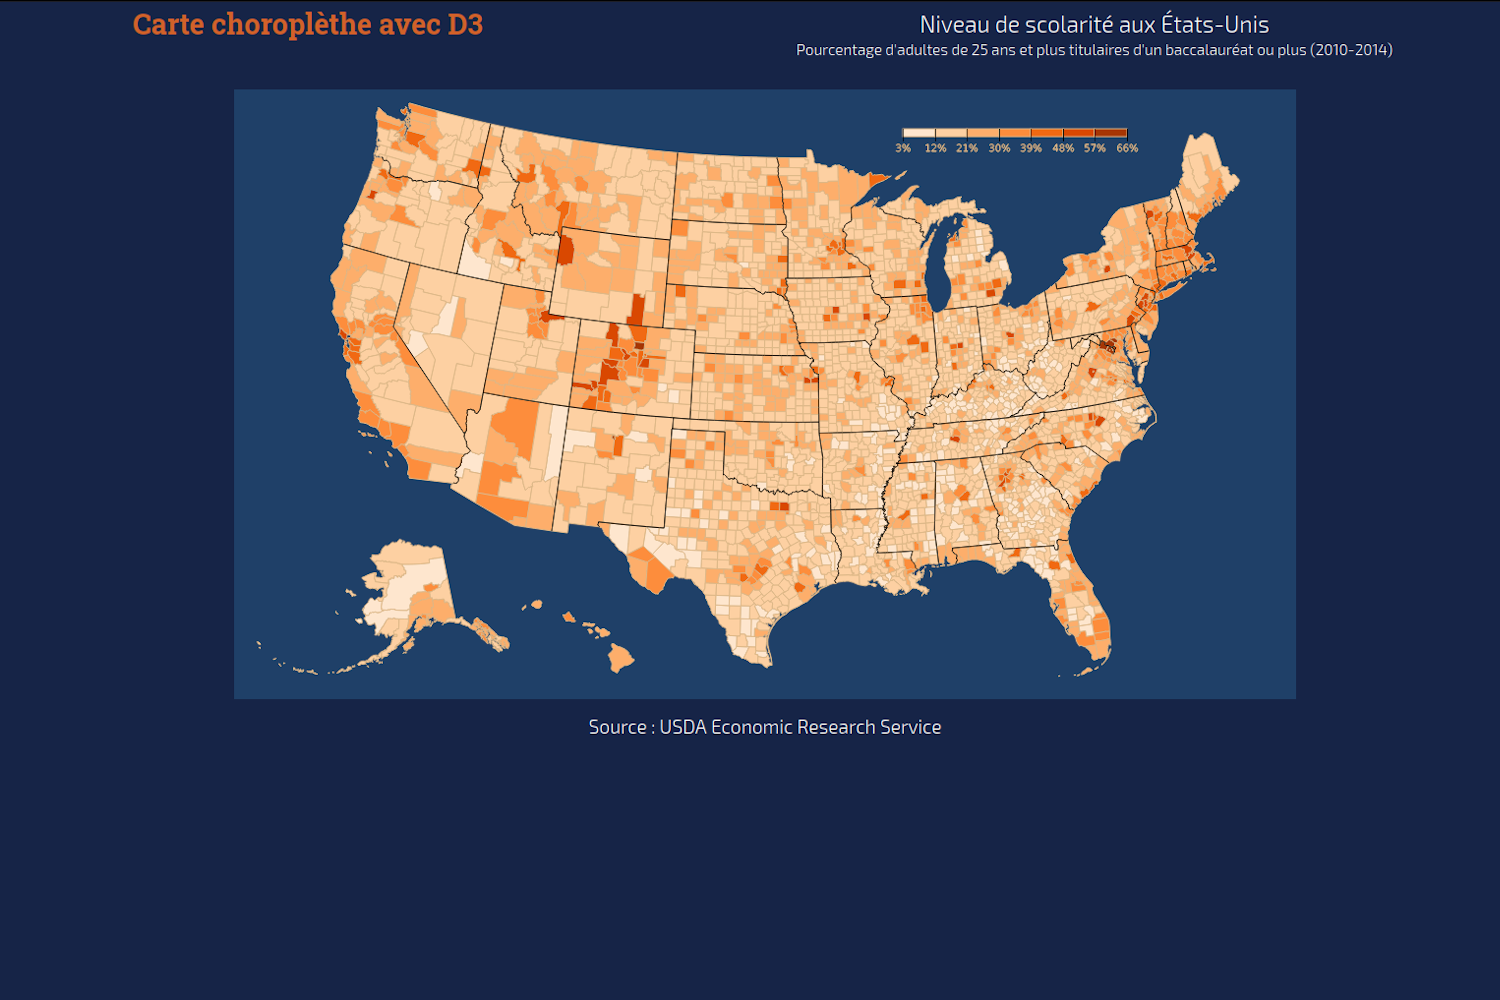 Carte choroplèthe avec D3
Niveau de scolarité aux États-Unis
Pourcentage d'adultes de 25 ans et plus titulaires d'un baccalauréat ou plus (2010-2014)
3% 12% 21% 30% 39% 48% 57% 66%
Source : USDA Economic Research Service